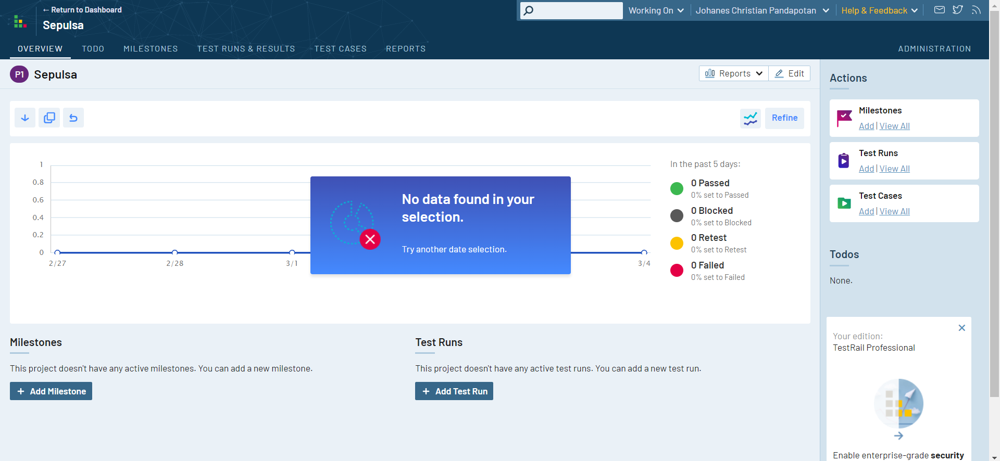 ← Return to Dashboard
Sepulsa
Working On
Johanes Christian Pandapotan
Help & Feedback
OVERVIEW
TODO
MILESTONES
TEST RUNS & RESULTS
TEST CASES
REPORTS
ADMINISTRATION
P1
Sepulsa
Reports
Edit
Refine
1
0.8
0.6
0.4
0.2
0
2/27
2/28
3/1
3/4
No data found in your
selection.
Try another date selection.
In the past 5 days:
0 Passed
0% set to Passed
0 Blocked
0% set to Blocked
0 Retest
0% set to Retest
0 Failed
0% set to Failed
Milestones
This project doesn't have any active milestones. You can add a new milestone.
+ Add Milestone
Test Runs
This project doesn't have any active test runs. You can add a new test run.
+ Add Test Run
Actions
Milestones
Add | View All
Test Runs
Add | View All
Test Cases
Add | View All
Todos
None.
Your edition:
TestRail Professional
Enable enterprise-grade security